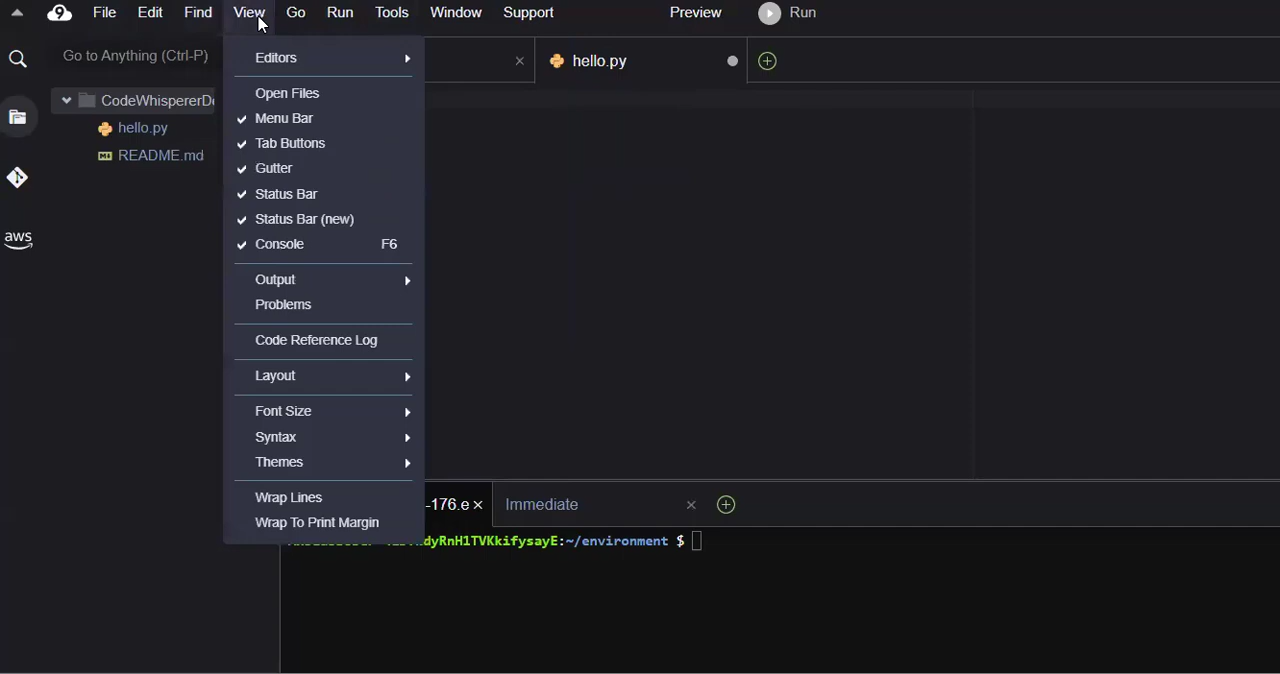 File Edit Find View Go Run Tools Window Support Preview Run
Go to Anything (Ctrl-P)
hello.py
CodeWhispererDe
hello.py
README.md
aws
Editors
Open Files
Menu Bar
Tab Buttons
Gutter
Status Bar
Status Bar (new)
Console F6
Output
Problems
Code Reference Log
Layout
Font Size
Syntax
Themes
Wrap Lines
Wrap To Print Margin
-176.e × Immediate ×
dyRnH1TVKkifysayE:~/environment $